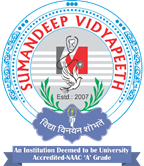 SUMANDEEP VIDYAPEETH
Estd.: 2007
विद्या विनयेन शोभते
An Institution Deemed to be University
Accredited-NAAC 'A' Grade